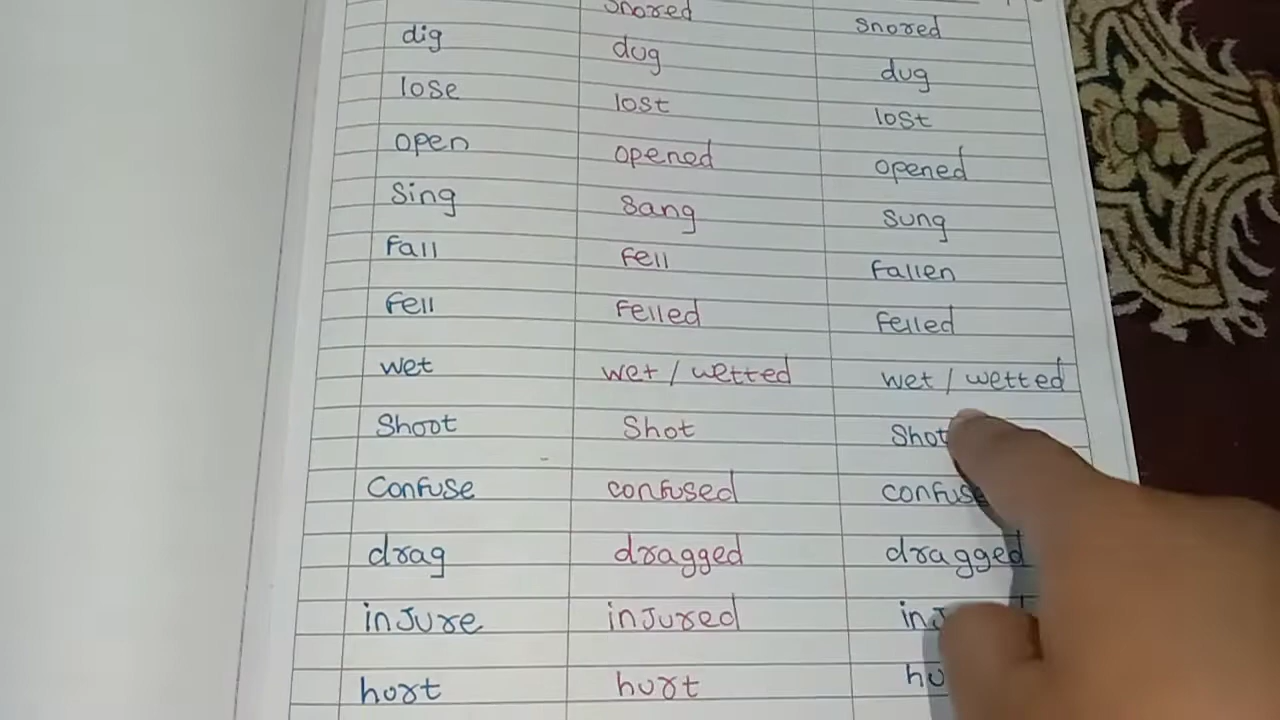 snored snored
dig dug dug
lose lost lost
open opened opened
Sing Sang Sung
Fall Fell Fallen
Fell Felled Felled
wet wet / wetted wet / wetted
Shoot Shot Shot
Confuse confused
drag dragged dragged
inJure inJured
hurt hurt